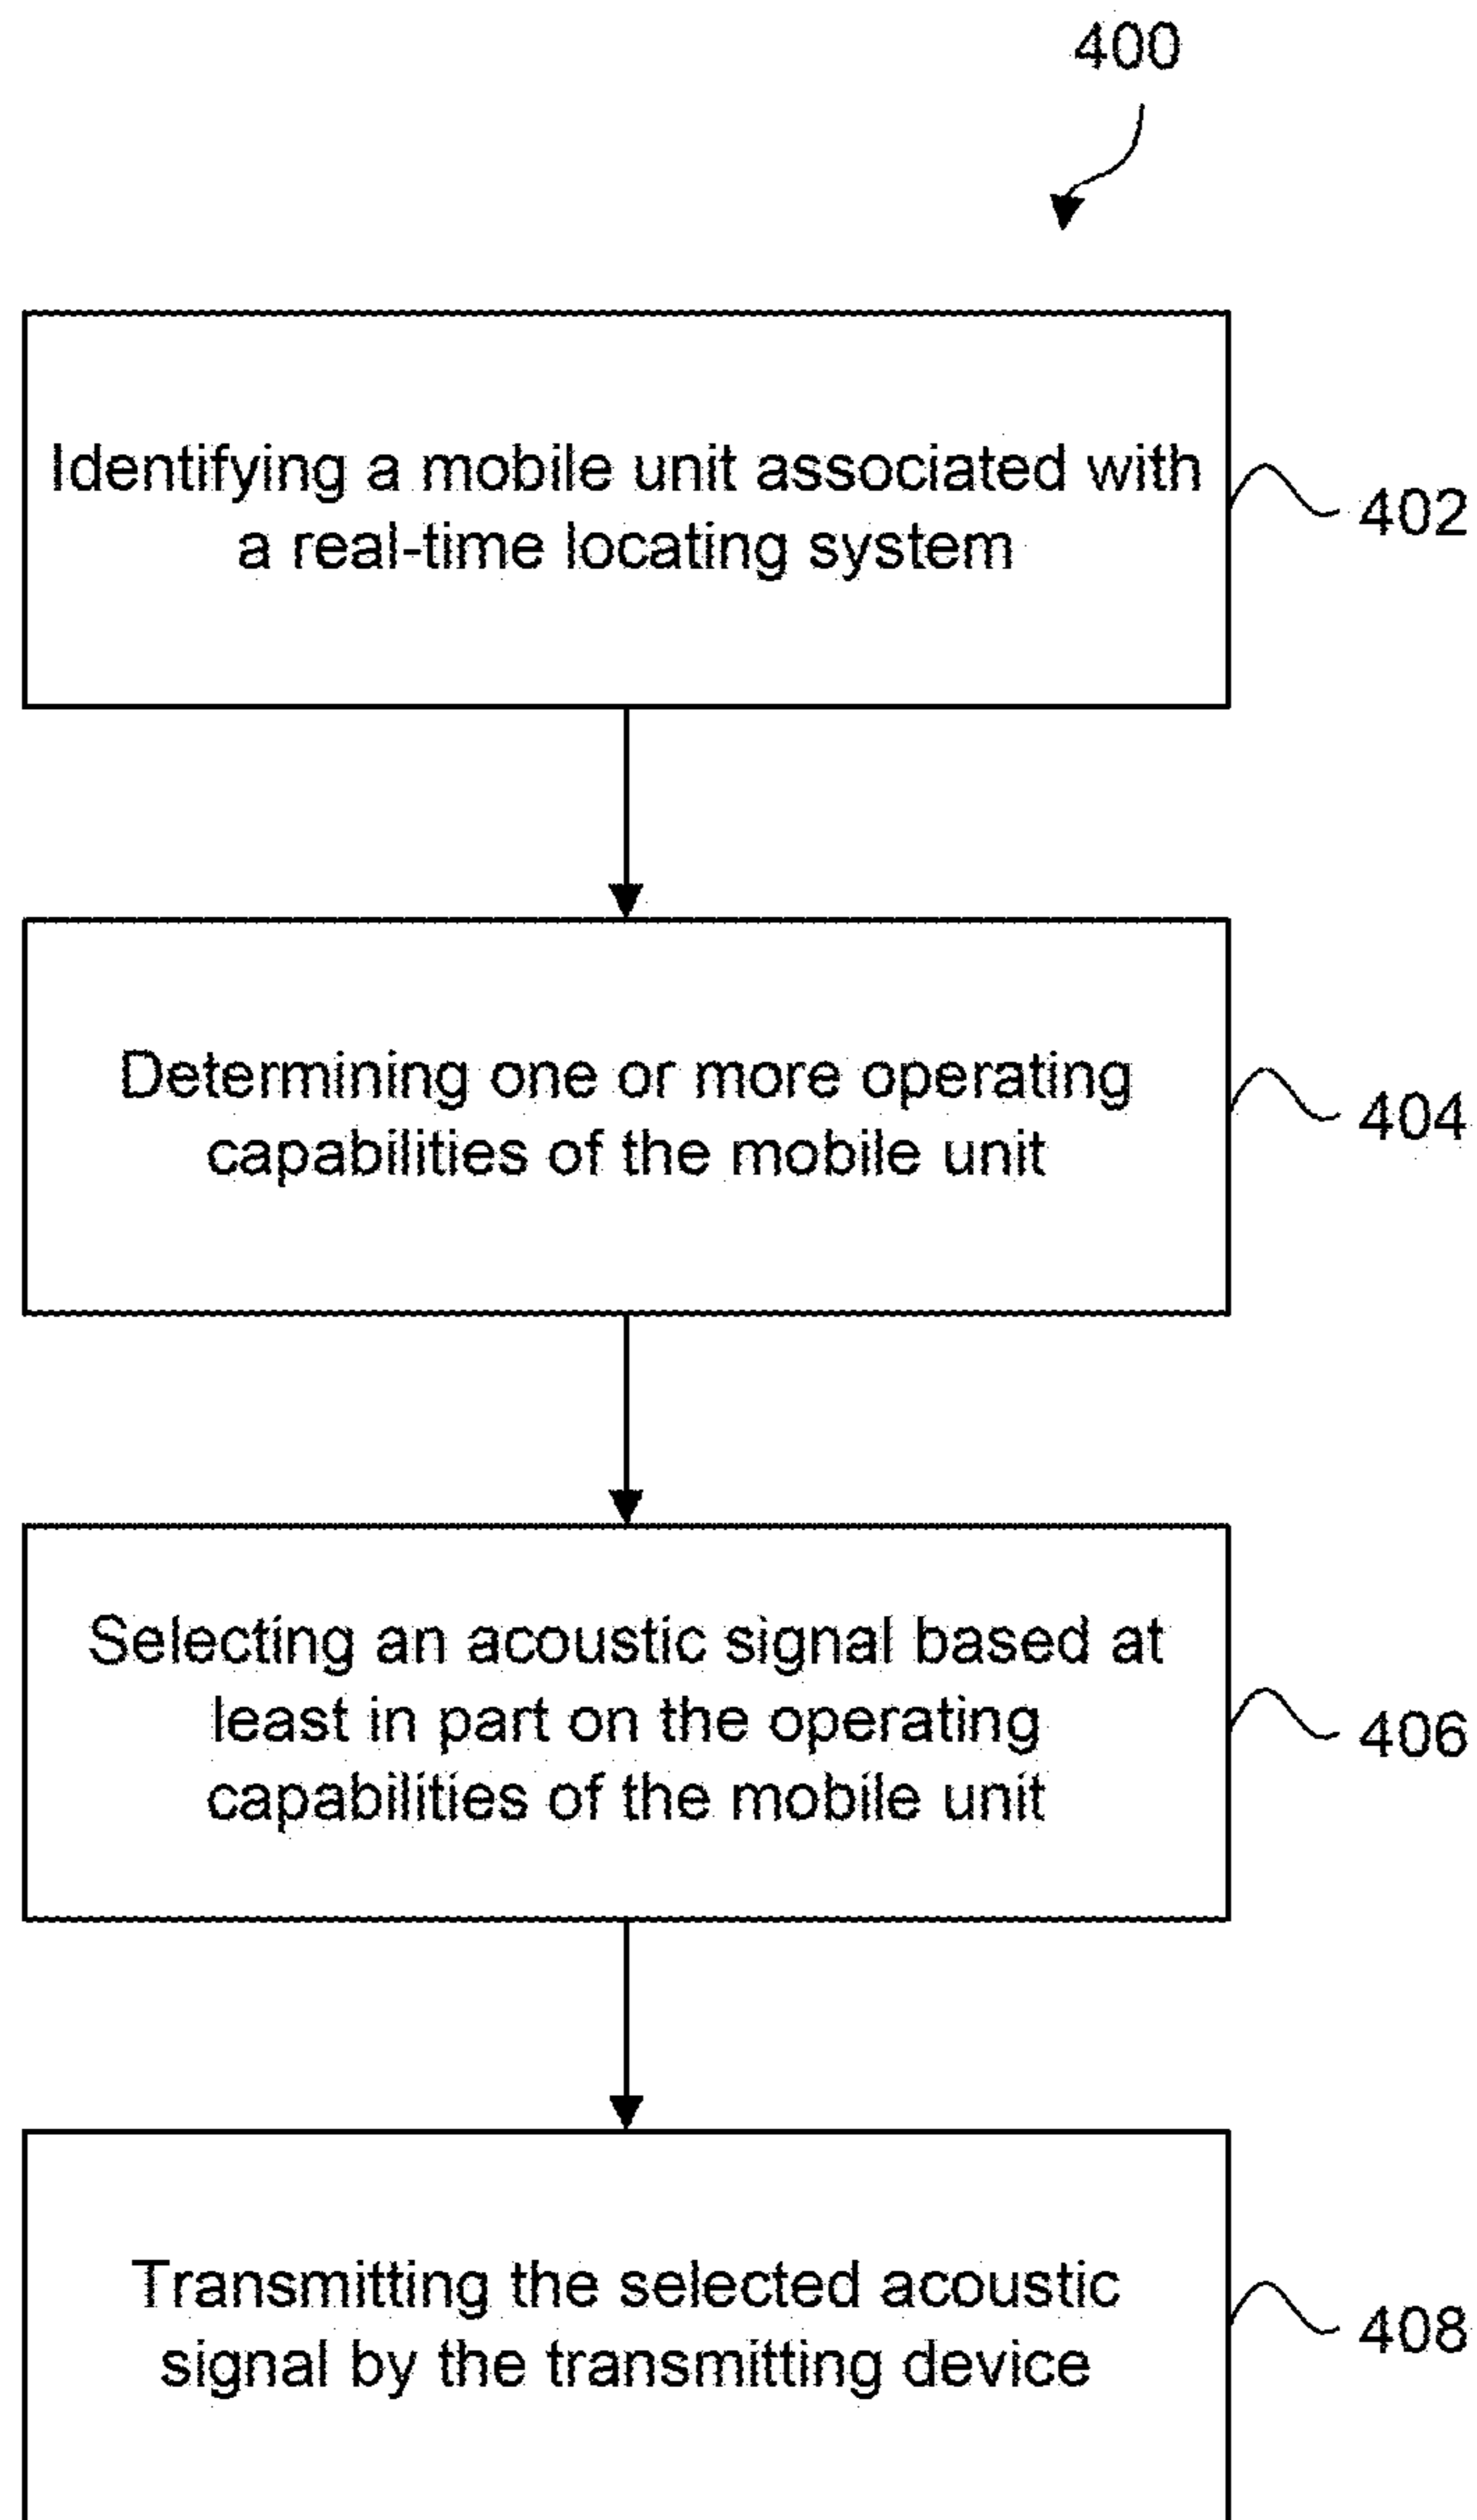 400
Identifying a mobile unit associated with
a real-time locating system
402
Determining one or more operating
capabilities of the mobile unit
404
Selecting an acoustic signal based at
least in part on the operating
capabilities of the mobile unit
406
Transmitting the selected acoustic
signal by the transmitting device
408